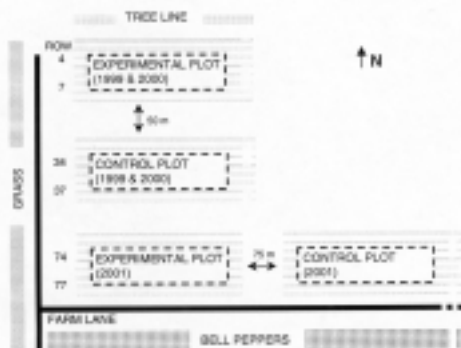 TREE LINE
ROW
4
EXPERIMENTAL PLOT
(1999 & 2000)
7
N
50 m
34
CONTROL PLOT
(1999 & 2000)
37
GRASS
74
EXPERIMENTAL PLOT
(2001)
75 m
CONTROL PLOT
(2001)
77
FARM LANE
BELL PEPPERS